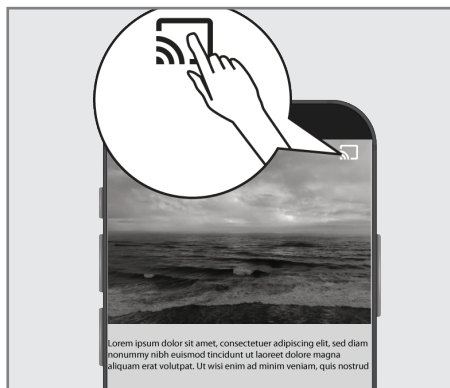 Lorem ipsum dolor sit amet, consectetuer adipiscing elit, sed diam
nonummy nibh euismod tincidunt ut laoreet dolore magna
aliquam erat volutpat. Ut wisi enim ad minim veniam, quis nostrud